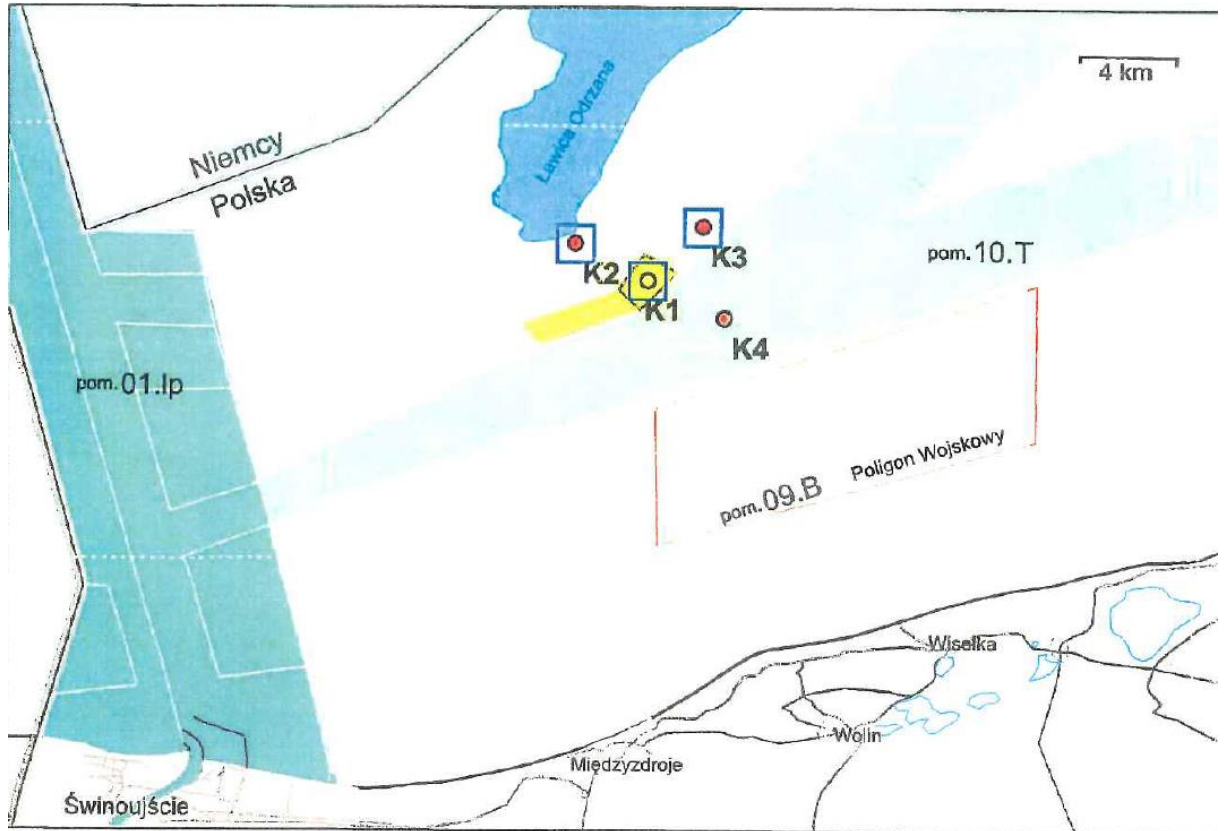 4 km
Ławica Odrzana
Niemcy
Polska
K2
K3
K1
K4
pom. 10.T
pom. 01.Ip
Poligon Wojskowy
pom. 09.B
Wisełka
Wolin
Międzyzdroje
Świnoujście